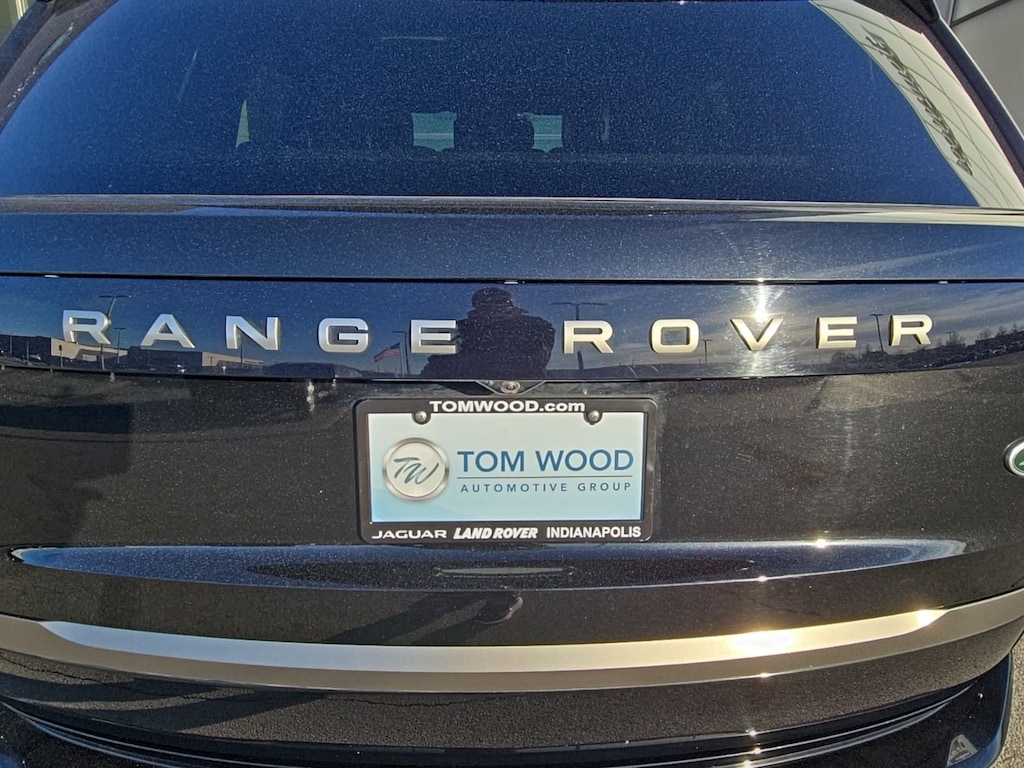 RANGE ROVER
TOMWOOD.com
TW
TOM WOOD
AUTOMOTIVE GROUP
JAGUAR LAND ROVER INDIANAPOLIS